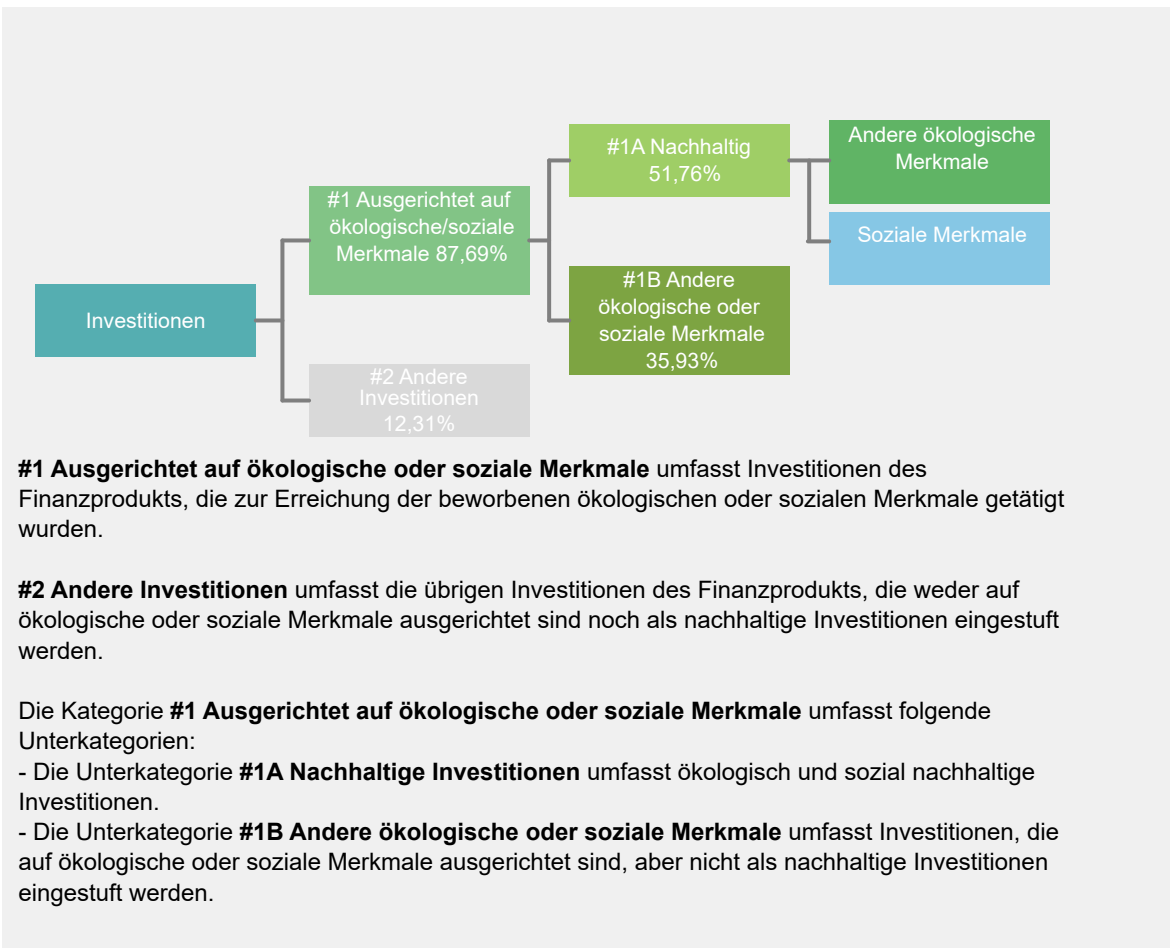 Investitionen
#1 Ausgerichtet auf
ökologische/soziale
Merkmale 87,69%
#2 Andere
Investitionen
12,31%
#1A Nachhaltig
51,76%
#1B Andere
ökologische oder
soziale Merkmale
35,93%
Andere ökologische
Merkmale
Soziale Merkmale
#1 Ausgerichtet auf ökologische oder soziale Merkmale umfasst Investitionen des
Finanzprodukts, die zur Erreichung der beworbenen ökologischen oder sozialen Merkmale getätigt
wurden.
#2 Andere Investitionen umfasst die übrigen Investitionen des Finanzprodukts, die weder auf
ökologische oder soziale Merkmale ausgerichtet sind noch als nachhaltige Investitionen eingestuft
werden.
Die Kategorie #1 Ausgerichtet auf ökologische oder soziale Merkmale umfasst folgende
Unterkategorien:
- Die Unterkategorie #1A Nachhaltige Investitionen umfasst ökologisch und sozial nachhaltige
Investitionen.
- Die Unterkategorie #1B Andere ökologische oder soziale Merkmale umfasst Investitionen, die
auf ökologische oder soziale Merkmale ausgerichtet sind, aber nicht als nachhaltige Investitionen
eingestuft werden.